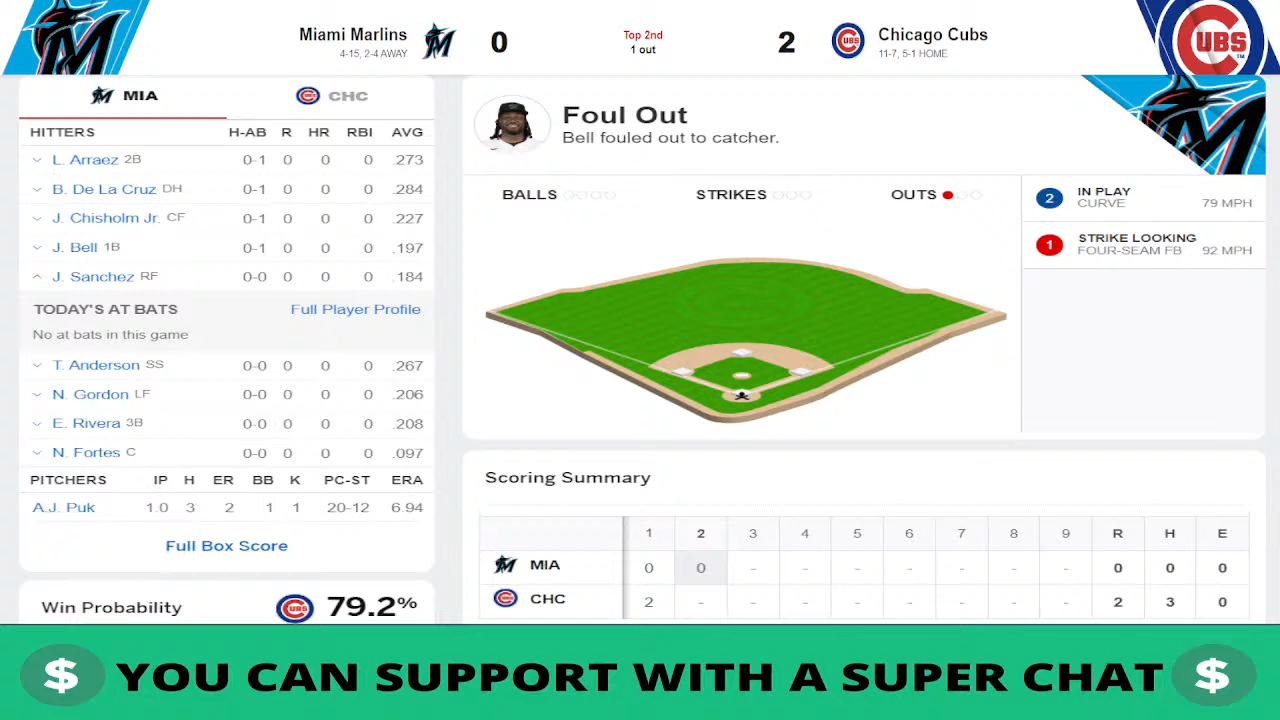 Miami Marlins
4-15, 2-4 AWAY
0
Top 2nd
1 out
2
Chicago Cubs
11-7, 5-1 HOME
CUBS
MIA
CHC
HITTERS H-AB R HR RBI AVG
L. Arraez 2B 0-1 0 0 0 .273
B. De La Cruz DH 0-1 0 0 0 .284
J. Chisholm Jr. CF 0-1 0 0 0 .227
J. Bell 1B 0-1 0 0 0 .197
J. Sanchez RF 0-0 0 0 0 .184
TODAY'S AT BATS Full Player Profile
No at bats in this game
T. Anderson SS 0-0 0 0 0 .267
N. Gordon LF 0-0 0 0 0 .206
E. Rivera 3B 0-0 0 0 0 .208
N. Fortes C 0-0 0 0 0 .097
PITCHERS IP H ER BB K PC-ST ERA
A.J. Puk 1.0 3 2 1 1 20-12 6.94
Full Box Score
Win Probability CUBS 79.2%
Foul Out
Bell fouled out to catcher.
BALLS STRIKES OUTS
2 IN PLAY
CURVE 79 MPH
1 STRIKE LOOKING
FOUR-SEAM FB 92 MPH
Scoring Summary
1 2 3 4 5 6 7 8 9 R H E
MIA 0 0 - - - - - - - 0 0 0
CHC 2 - - - - - - - - 2 3 0
$ YOU CAN SUPPORT WITH A SUPER CHAT $